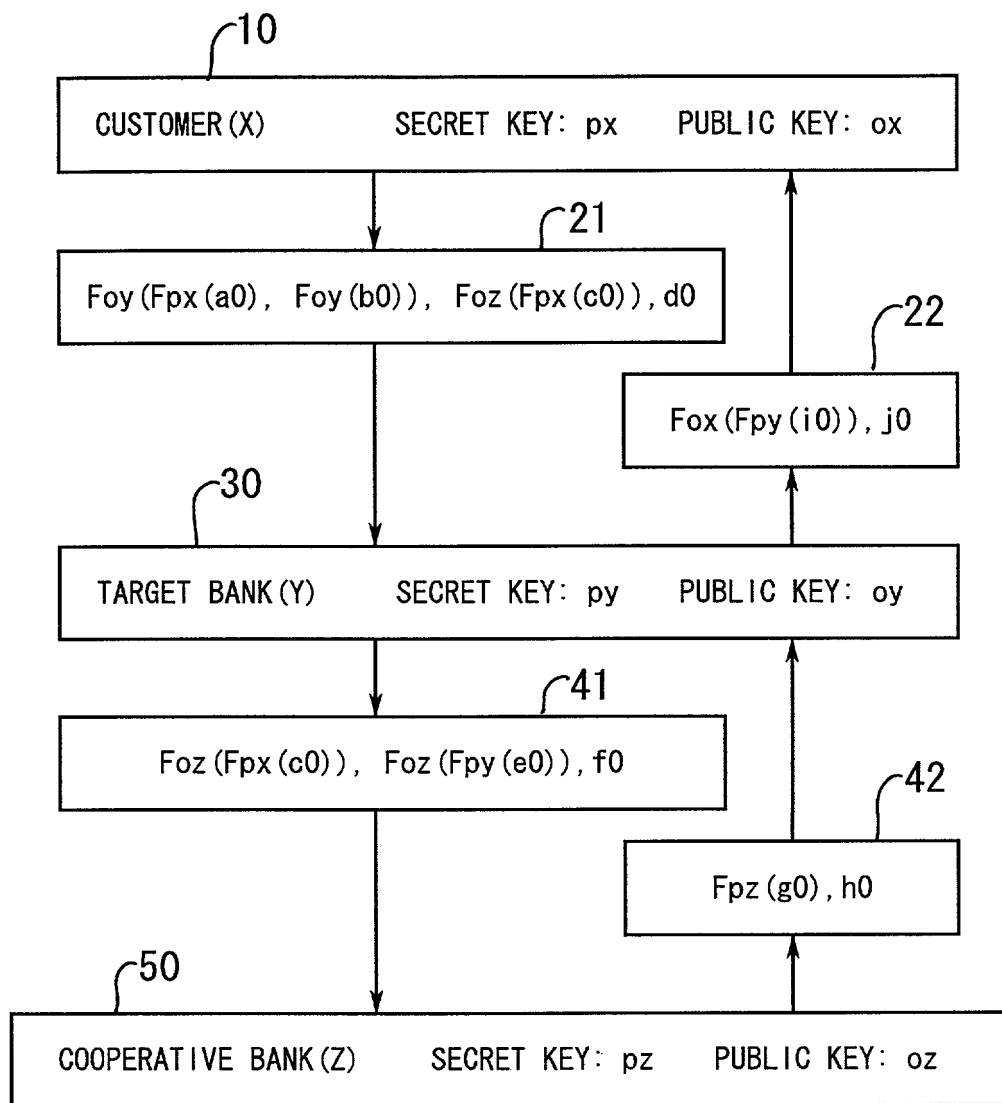 10
CUSTOMER(X) SECRET KEY: px PUBLIC KEY: ox
21
Foy(Fpx(a0), Foy(b0)), Foz(Fpx(c0)),d0
22
Fox(Fpy(i0)),j0
30
TARGET BANK(Y) SECRET KEY: py PUBLIC KEY: oy
41
Foz(Fpx(c0)), Foz(Fpy(e0)),f0
42
Fpz(g0),h0
50
COOPERATIVE BANK(Z) SECRET KEY: pz PUBLIC KEY: oz